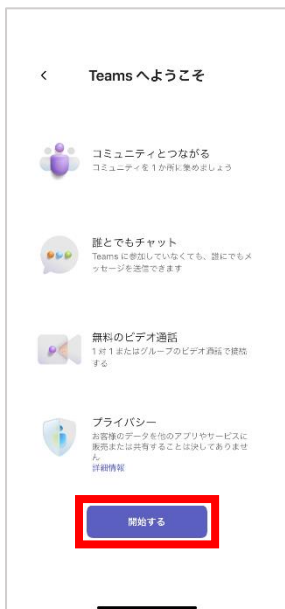 Teams へようこそ
コミュニティとつながる
コミュニティを 1 か所に集めましょう
誰とでもチャット
Teams に参加していなくても、誰にでもメ
ッセージを送信できます
無料のビデオ通話
1 対 1 またはグループのビデオ通話で接続
する
プライバシー
お客様のデータを他のアプリやサービスに
販売または共有することは決してありませ
ん
詳細情報
開始する